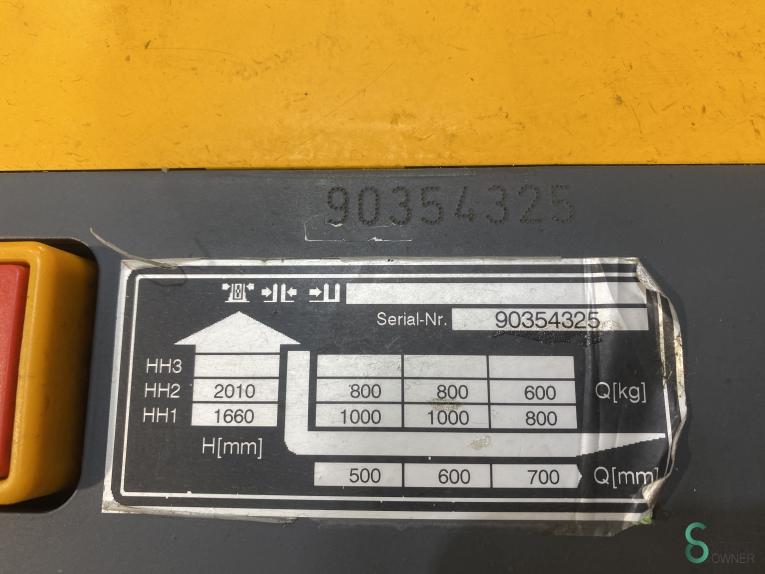 90354325
Serial-Nr. 90354325
HH3
HH2 2010 800 800 600 Q[kg]
HH1 1660 1000 1000 800
H[mm]
500 600 700 Q[mm]
OWNER